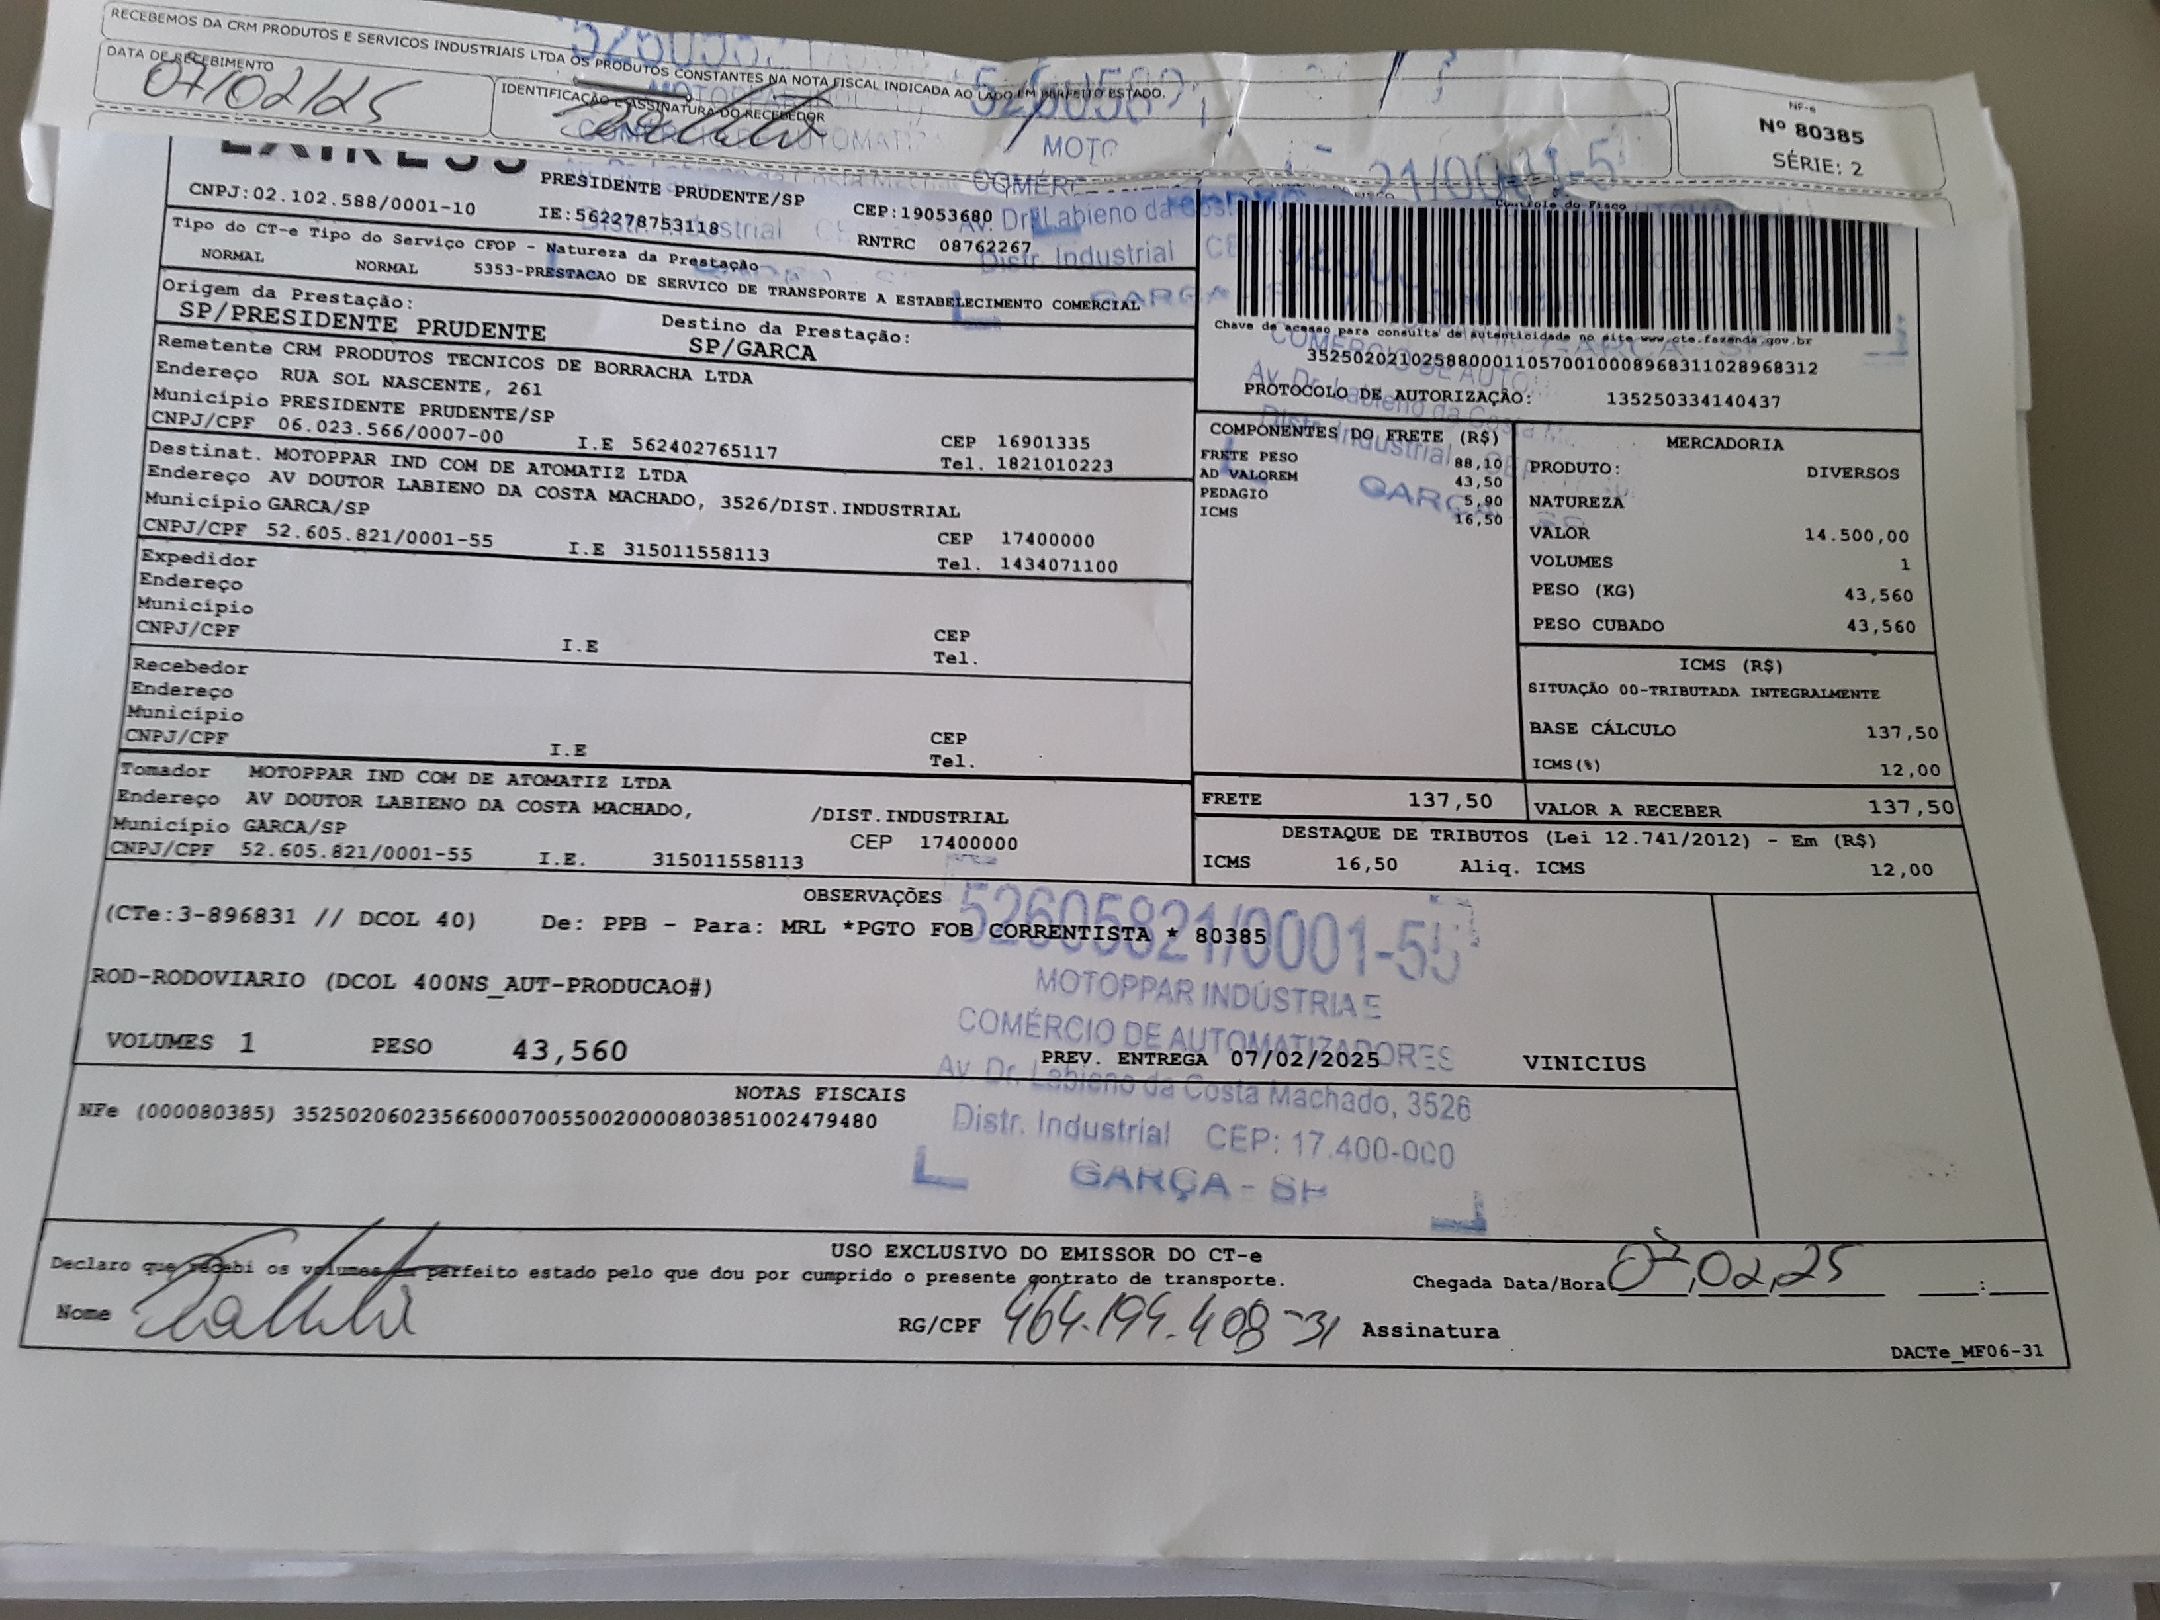 RECEBEMOS DA CRM PRODUTOS E SERVICOS INDUSTRIAIS LTDA OS PRODUTOS CONSTANTES NA NOTA FISCAL INDICADA AO LADO EM PERFEITO ESTADO.
DATA DE RECEBIMENTO
07/02/25
IDENTIFICAÇÃO E ASSINATURA DO RECEBEDOR
NF-e
Nº 80385
SÉRIE: 2
PRESIDENTE PRUDENTE/SP
CNPJ:02.102.588/0001-10 IE:562278753118 CEP:19053680
RNTRC 08762267
Controle do Fisco
Tipo do CT-e Tipo do Serviço CFOP - Natureza da Prestação
NORMAL NORMAL 5353-PRESTACAO DE SERVICO DE TRANSPORTE A ESTABELECIMENTO COMERCIAL
Origem da Prestação: Destino da Prestação:
SP/PRESIDENTE PRUDENTE SP/GARCA
Chave de acesso para consulta de autenticidade no site www.cte.fazenda.gov.br
35250202102588000110570010008968311028968312
PROTOCOLO DE AUTORIZAÇÃO: 135250334140437
Remetente CRM PRODUTOS TECNICOS DE BORRACHA LTDA
Endereço RUA SOL NASCENTE, 261
Município PRESIDENTE PRUDENTE/SP CEP 16901335
CNPJ/CPF 06.023.566/0007-00 I.E 562402765117 Tel. 1821010223
Destinat. MOTOPPAR IND COM DE ATOMATIZ LTDA
Endereço AV DOUTOR LABIENO DA COSTA MACHADO, 3526/DIST.INDUSTRIAL
Município GARCA/SP CEP 17400000
CNPJ/CPF 52.605.821/0001-55 I.E 315011558113 Tel. 1434071100
Expedidor
Endereço
Município CEP
CNPJ/CPF I.E Tel.
Recebedor
Endereço
Município CEP
CNPJ/CPF I.E Tel.
Tomador MOTOPPAR IND COM DE ATOMATIZ LTDA
Endereço AV DOUTOR LABIENO DA COSTA MACHADO, /DIST.INDUSTRIAL
Município GARCA/SP CEP 17400000
CNPJ/CPF 52.605.821/0001-55 I.E. 315011558113
COMPONENTES DO FRETE (R$)
FRETE PESO 88,10
AD VALOREM 43,50
PEDAGIO 5,90
ICMS 16,50
MERCADORIA
PRODUTO: DIVERSOS
NATUREZA
VALOR 14.500,00
VOLUMES 1
PESO (KG) 43,560
PESO CUBADO 43,560
ICMS (R$)
SITUAÇÃO 00-TRIBUTADA INTEGRALMENTE
BASE CÁLCULO 137,50
ICMS(%) 12,00
FRETE 137,50 VALOR A RECEBER 137,50
DESTAQUE DE TRIBUTOS (Lei 12.741/2012) - Em (R$)
ICMS 16,50 Aliq. ICMS 12,00
OBSERVAÇÕES
(CTe:3-896831 // DCOL 40) De: PPB - Para: MRL *PGTO FOB CORRENTISTA * 80385
ROD-RODOVIARIO (DCOL 400NS_AUT-PRODUCAO#)
VOLUMES 1 PESO 43,560 PREV. ENTREGA 07/02/2025 VINICIUS
52605821/0001-55
MOTOPPAR INDÚSTRIA E
COMÉRCIO DE AUTOMATIZADORES
Av. Dr. Labieno da Costa Machado, 3526
Distr. Industrial CEP: 17.400-000
GARÇA - SP
NOTAS FISCAIS
NFe (000080385) 35250206023566000700550020000803851002479480
USO EXCLUSIVO DO EMISSOR DO CT-e
Declaro que recebi os volumes em perfeito estado pelo que dou por cumprido o presente contrato de transporte.
Chegada Data/Hora 07,02,25 :
Nome RG/CPF 464.194.408-31 Assinatura
DACTe_MF06-31